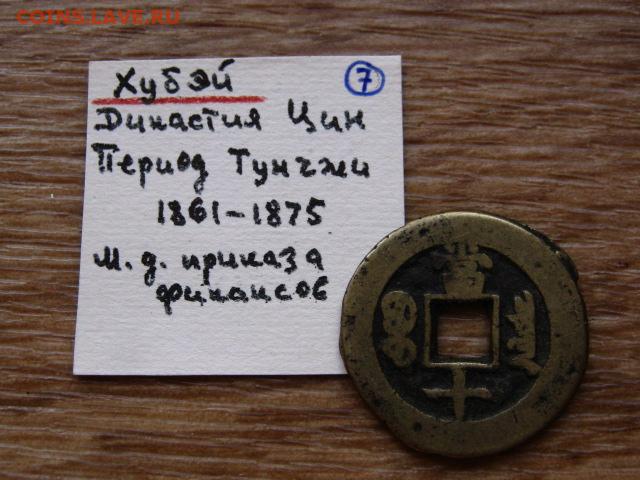 COINS.LAVE.RU
Хубэй 7
Династия Цин
Период Тунчжи
1861-1875
м.д. приказа
финансов
當
十